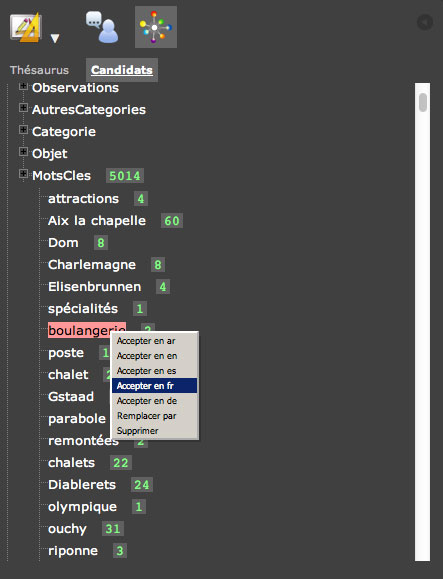 Thésaurus Candidats
Observations
AutresCategories
Categorie
Objet
MotsCles 5014
attractions 4
Aix la chapelle 60
Dom 8
Charlemagne 8
Elisenbrunnen 4
spécialités 1
boulangerie
Accepter en ar
poste 1
Accepter en en
chalet
Accepter en es
Accepter en fr
Gstaad
Accepter en de
parabole
Remplacer par
remontées 2
Supprimer
chalets 22
Diablerets 24
olympique 1
ouchy 31
riponne 3